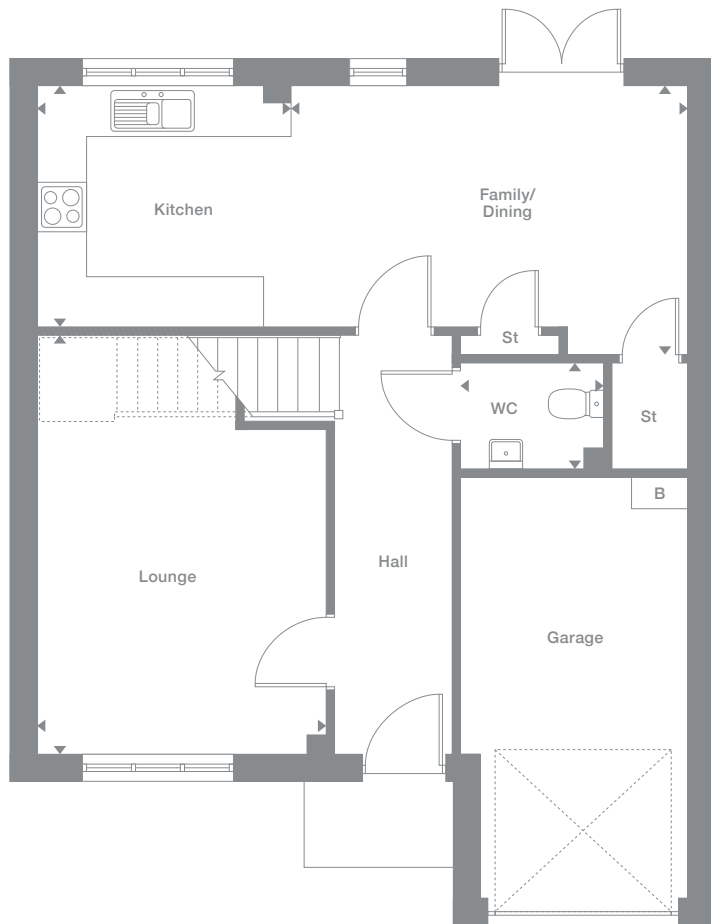 Kitchen
Family/
Dining
St
WC
St
B
Lounge
Hall
Garage